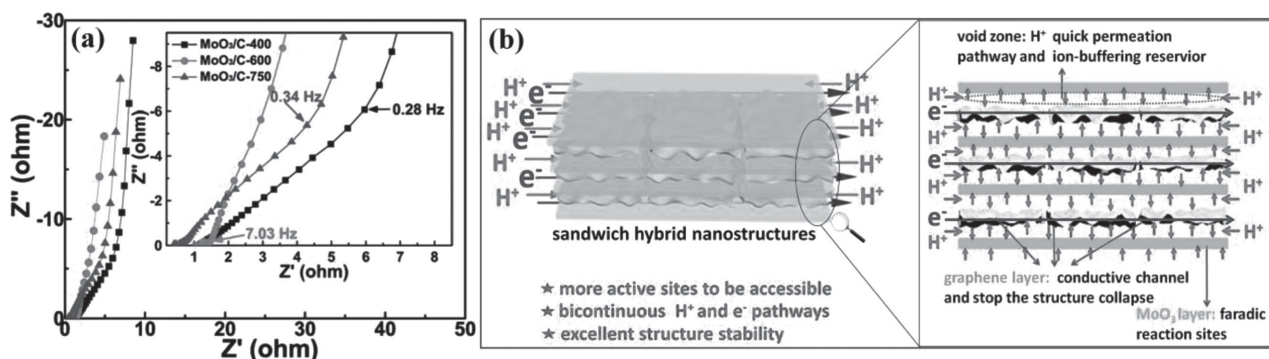 (a)
-30
-20
-10
0
Z" (ohm)
0 10 20 30 40 50
Z' (ohm)
MoO₃/C-400
MoO₃/C-600
MoO₃/C-750
-8
-6
-4
-2
0
Z" (ohm)
1 2 3 4 5 6 7 8
Z' (ohm)
0.34 Hz
0.28 Hz
7.03 Hz
(b)
H⁺ H⁺
e⁻
H⁺ H⁺
e⁻
H⁺ H⁺
e⁻
H⁺ H⁺
e⁻
H⁺ H⁺
sandwich hybrid nanostructures
★ more active sites to be accessible
★ bicontinuous H⁺ and e⁻ pathways
★ excellent structure stability
void zone: H⁺ quick permeation
pathway and ion-buffering reservior
H⁺ H⁺
e⁻
H⁺ H⁺
e⁻
H⁺ H⁺
e⁻
H⁺ H⁺
graphene layer: conductive channel
and stop the structure collapse
MoO₃ layer: faradic
reaction sites